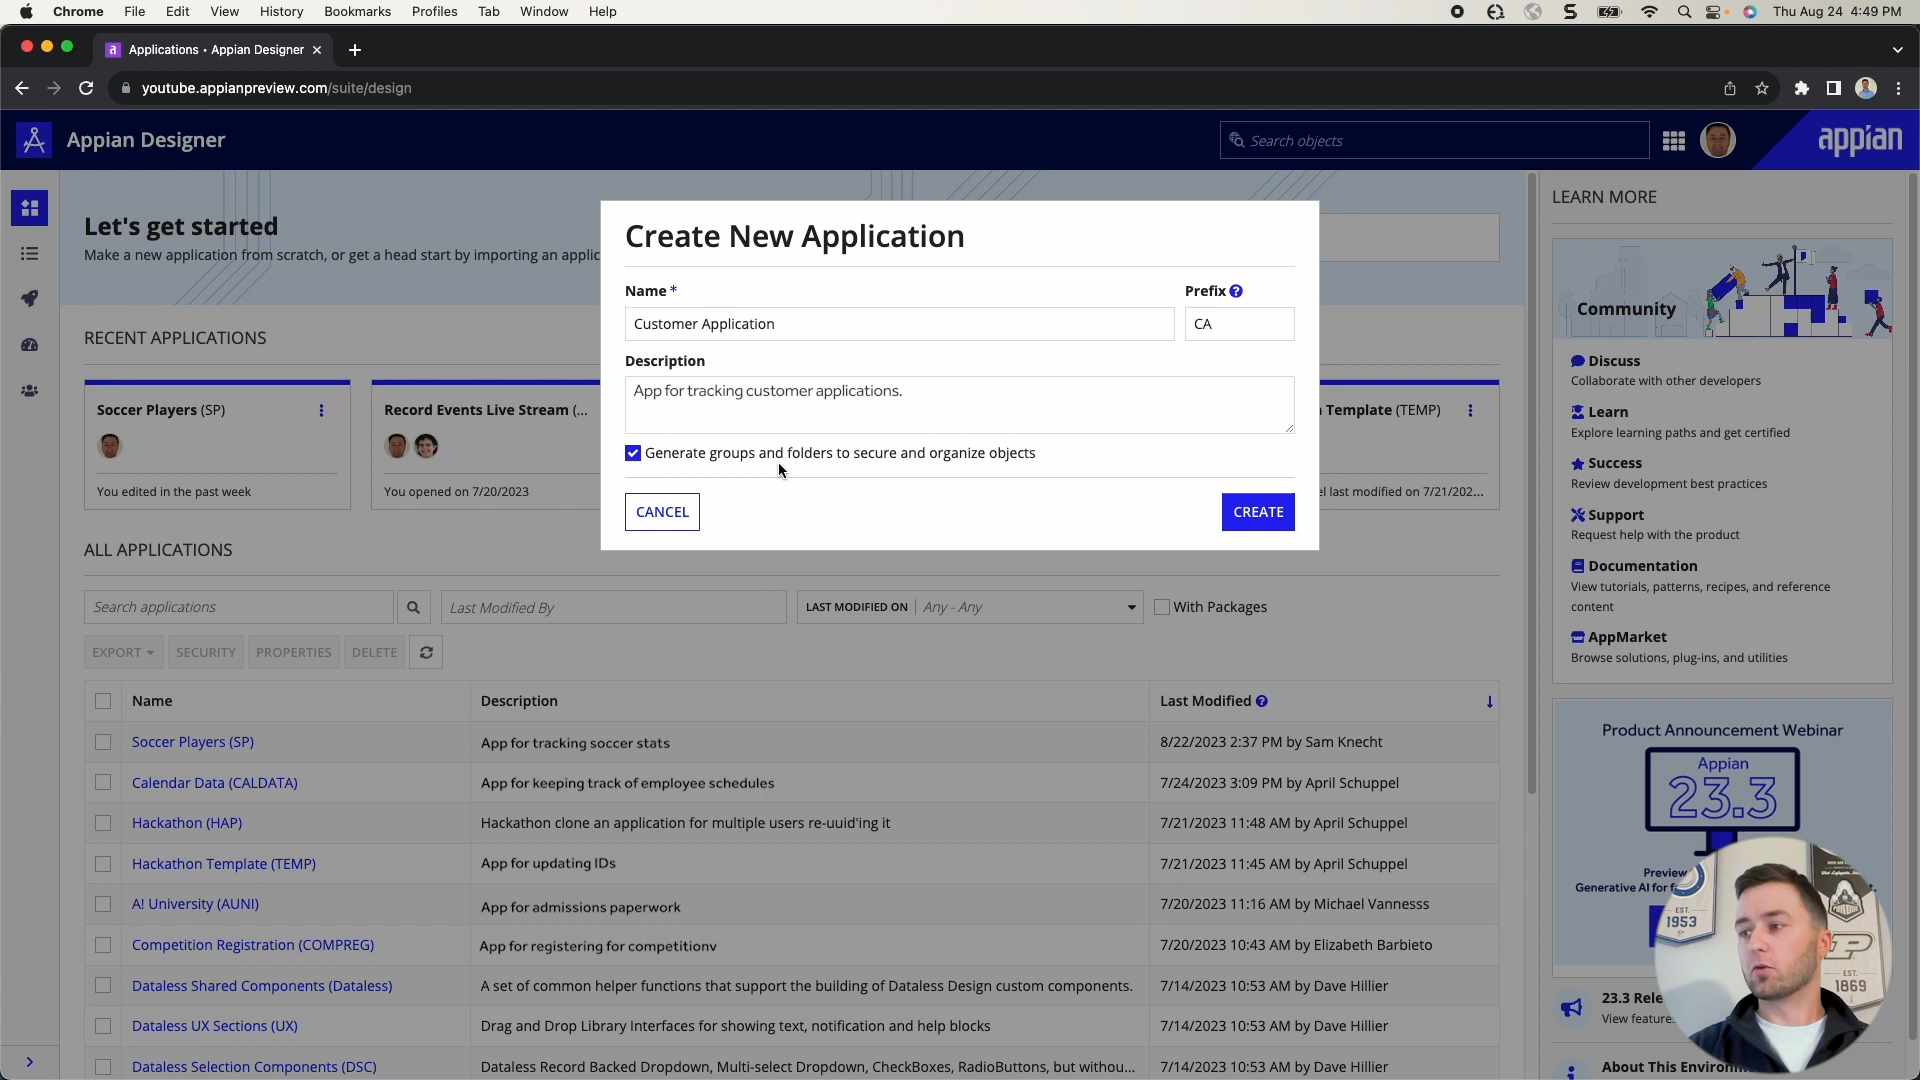 Chrome File Edit View History Bookmarks Profiles Tab Window Help
Thu Aug 24 4:49 PM
Applications • Appian Designer
youtube.appianpreview.com/suite/design
Appian Designer
Search objects
appian
Let's get started
Make a new application from scratch, or get a head start by importing an applic
Create New Application
Name *
Prefix
Customer Application
CA
Description
App for tracking customer applications.
Generate groups and folders to secure and organize objects
CANCEL
CREATE
RECENT APPLICATIONS
Soccer Players (SP)
You edited in the past week
Record Events Live Stream (...
You opened on 7/20/2023
Template (TEMP)
last modified on 7/21/202...
ALL APPLICATIONS
Search applications
Last Modified By
LAST MODIFIED ON Any - Any
With Packages
EXPORT
SECURITY
PROPERTIES
DELETE
Name Description Last Modified
Soccer Players (SP) App for tracking soccer stats 8/22/2023 2:37 PM by Sam Knecht
Calendar Data (CALDATA) App for keeping track of employee schedules 7/24/2023 3:09 PM by April Schuppel
Hackathon (HAP) Hackathon clone an application for multiple users re-uuid'ing it 7/21/2023 11:48 AM by April Schuppel
Hackathon Template (TEMP) App for updating IDs 7/21/2023 11:45 AM by April Schuppel
A! University (AUNI) App for admissions paperwork 7/20/2023 11:16 AM by Michael Vannesss
Competition Registration (COMPREG) App for registering for competitionv 7/20/2023 10:43 AM by Elizabeth Barbieto
Dataless Shared Components (Dataless) A set of common helper functions that support the building of Dataless Design custom components. 7/14/2023 10:53 AM by Dave Hillier
Dataless UX Sections (UX) Drag and Drop Library Interfaces for showing text, notification and help blocks 7/14/2023 10:53 AM by Dave Hillier
Dataless Selection Components (DSC) Dataless Record Backed Dropdown, Multi-select Dropdown, CheckBoxes, RadioButtons, but withou... 7/14/2023 10:53 AM by Dave Hillier
LEARN MORE
Community
Discuss
Collaborate with other developers
Learn
Explore learning paths and get certified
Success
Review development best practices
Support
Request help with the product
Documentation
View tutorials, patterns, recipes, and reference
content
AppMarket
Browse solutions, plug-ins, and utilities
Product Announcement Webinar
Appian
23.3
Preview
Generative AI for
EST.
1953
P
EST.
1869
23.3 Rele
View feature
About This Environm